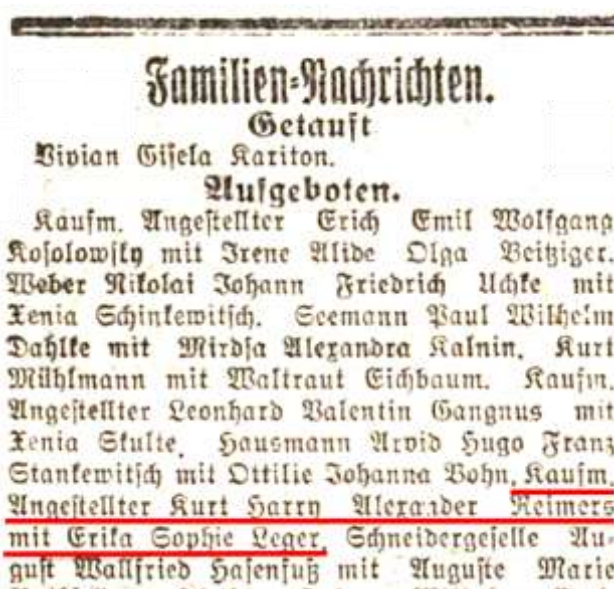 Familien-Nachrichten.
Getauft
Vivian Gisela Kariton.
Aufgeboten.
Kaufm. Angestellter Erich Emil Wolfgang
Kosolowsky mit Irene Alide Olga Beitziger.
Weber Nikolai Johann Friedrich Uchke mit
Xenia Schinkewitsch. Seemann Paul Wilhelm
Dahlke mit Mirdsa Alexandra Kalnin. Kurt
Mühlmann mit Waltraut Eichbaum. Kaufm.
Angestellter Leonhard Valentin Gangnus mit
Xenia Skulte. Hausmann Arvid Hugo Franz
Stankewitsch mit Ottilie Johanna Bohn. Kaufm.
Angestellter Kurt Harry Alexander Reimers
mit Erika Sophie Leger. Schneidergeselle Au-
gust Wallfried Hasenfuß mit Auguste Marie